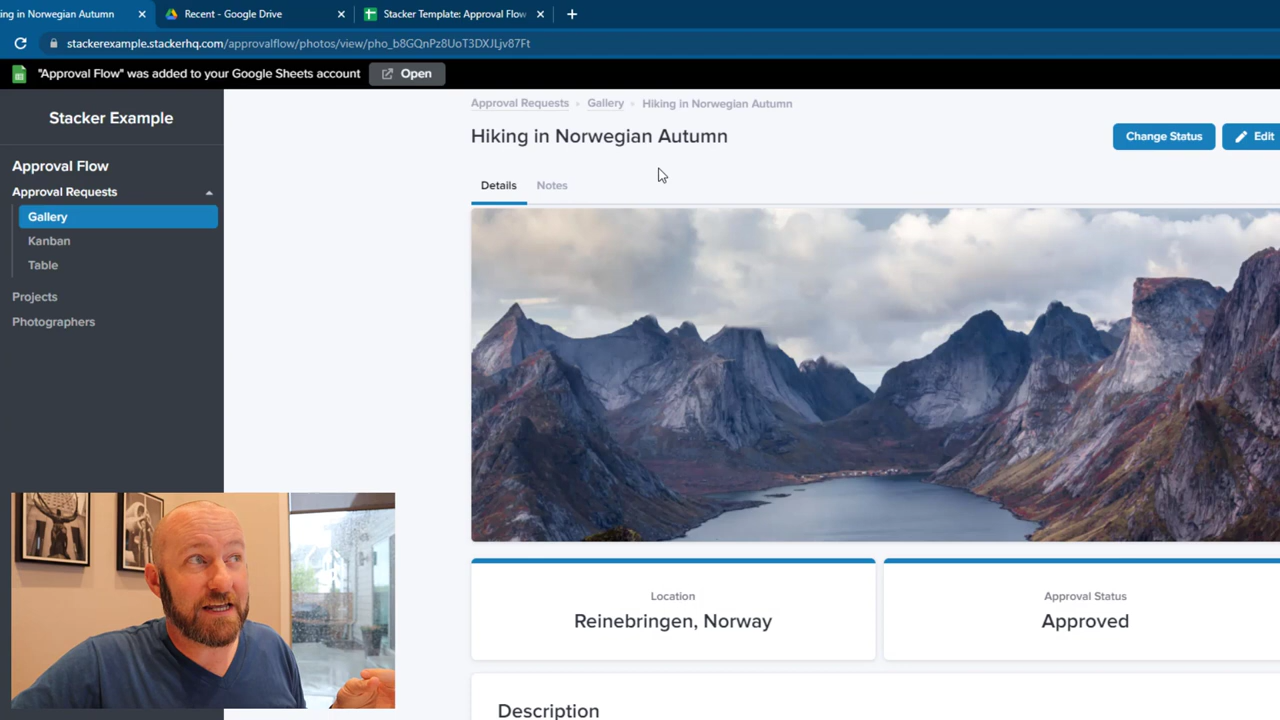 ng in Norwegian Autumn
Recent - Google Drive
Stacker Template: Approval Flow
stackerexample.stackerhq.com/approvalflow/photos/view/pho_b8GQnPz8UoT3DXJLjv87Ft
"Approval Flow" was added to your Google Sheets account
Open
Stacker Example
Approval Flow
Approval Requests
Gallery
Kanban
Table
Projects
Photographers
Approval Requests
Gallery
Hiking in Norwegian Autumn
Hiking in Norwegian Autumn
Change Status
Edit
Details
Notes
Location
Reinebringen, Norway
Approval Status
Approved
Description